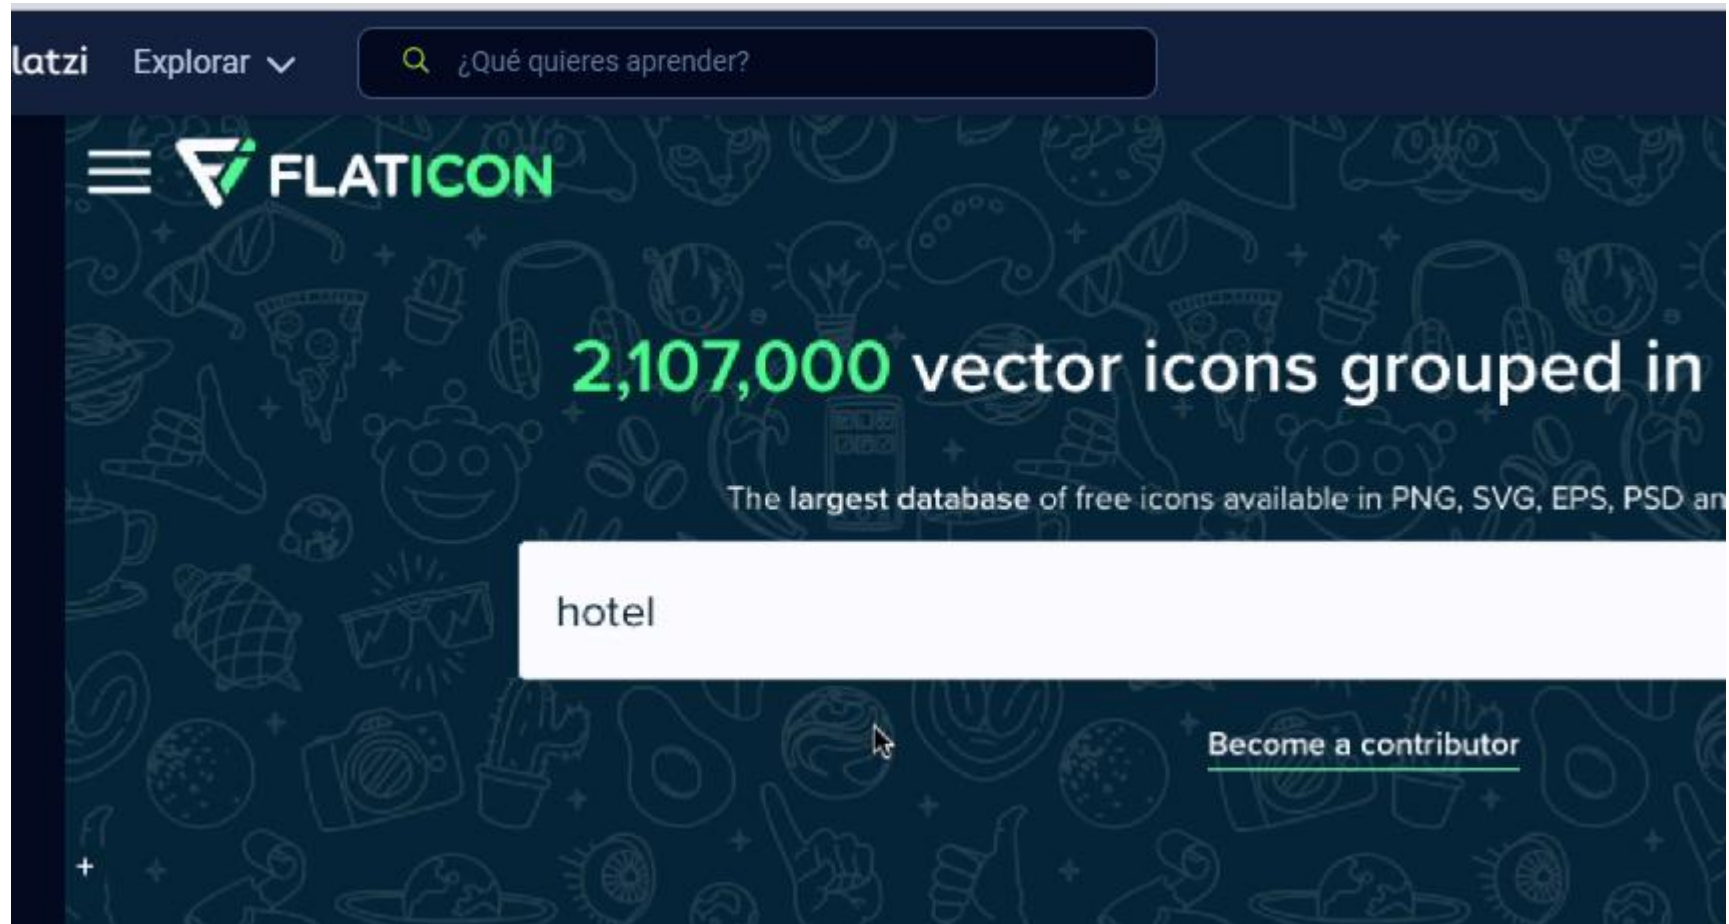 latzi Explorar ¿Qué quieres aprender?
FLATICON
2,107,000 vector icons grouped in
The largest database of free icons available in PNG, SVG, EPS, PSD an
hotel
Become a contributor